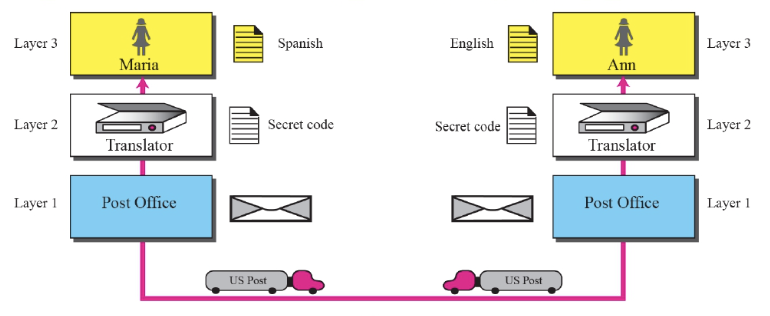 Layer 3
Maria
Spanish
English
Ann
Layer 3
Layer 2
Translator
Secret code
Secret code
Translator
Layer 2
Layer 1
Post Office
Post Office
Layer 1
US Post
US Post